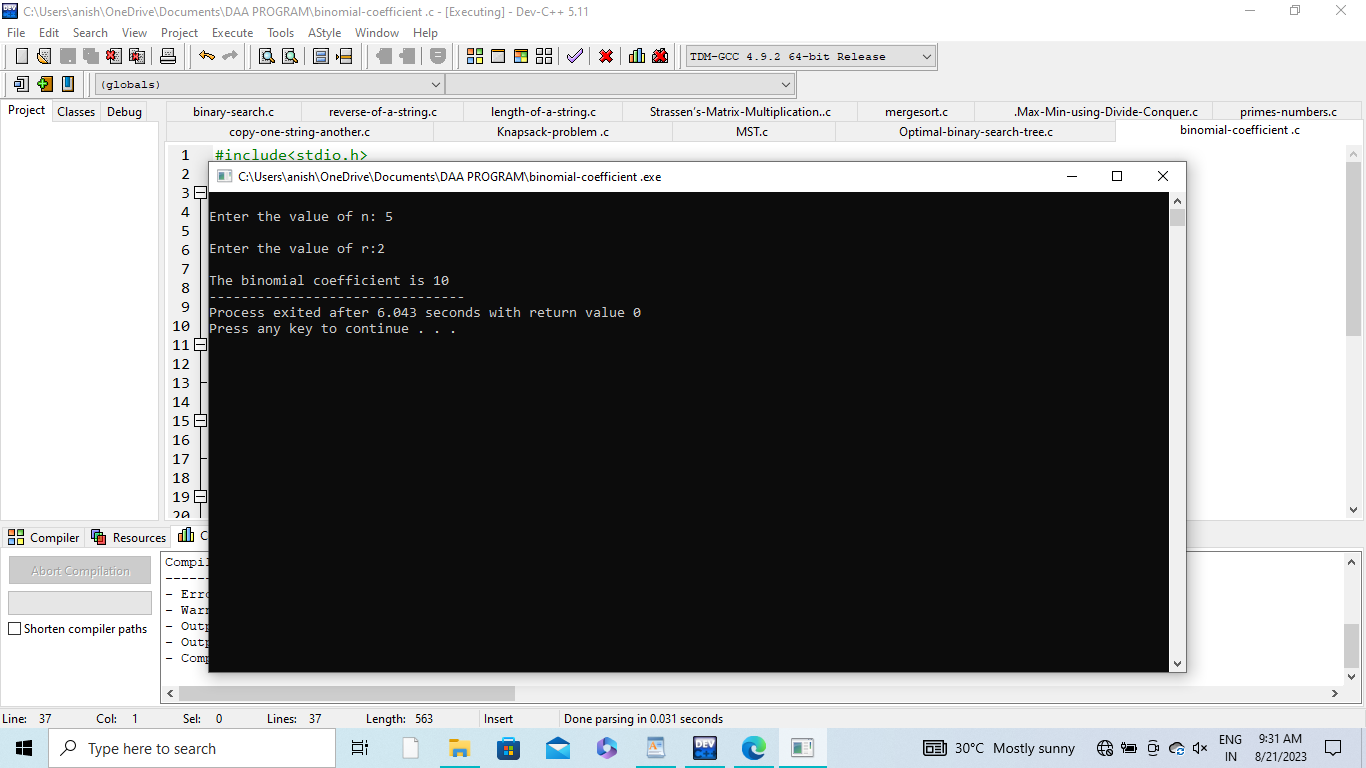 C:\Users\anish\OneDrive\Documents\DAA PROGRAM\binomial-coefficient .c - [Executing] - Dev-C++ 5.11
File Edit Search View Project Execute Tools AStyle Window Help
TDM-GCC 4.9.2 64-bit Release
(globals)
Project Classes Debug
binary-search.c reverse-of-a-string.c length-of-a-string.c Strassen's-Matrix-Multiplication..c mergesort.c .Max-Min-using-Divide-Conquer.c primes-numbers.c
copy-one-string-another.c Knapsack-problem .c MST.c Optimal-binary-search-tree.c binomial-coefficient .c
1 #include<stdio.h>
2
3
4
5
6
7
8
9
10
11
12
13
14
15
16
17
18
19
20
C:\Users\anish\OneDrive\Documents\DAA PROGRAM\binomial-coefficient .exe
Enter the value of n: 5
Enter the value of r:2
The binomial coefficient is 10
--------------------------------
Process exited after 6.043 seconds with return value 0
Press any key to continue . . .
Compiler Resources
Abort Compilation
Shorten compiler paths
Line: 37 Col: 1 Sel: 0 Lines: 37 Length: 563 Insert Done parsing in 0.031 seconds
Type here to search
DEV
30°C Mostly sunny
ENG
IN
9:31 AM
8/21/2023